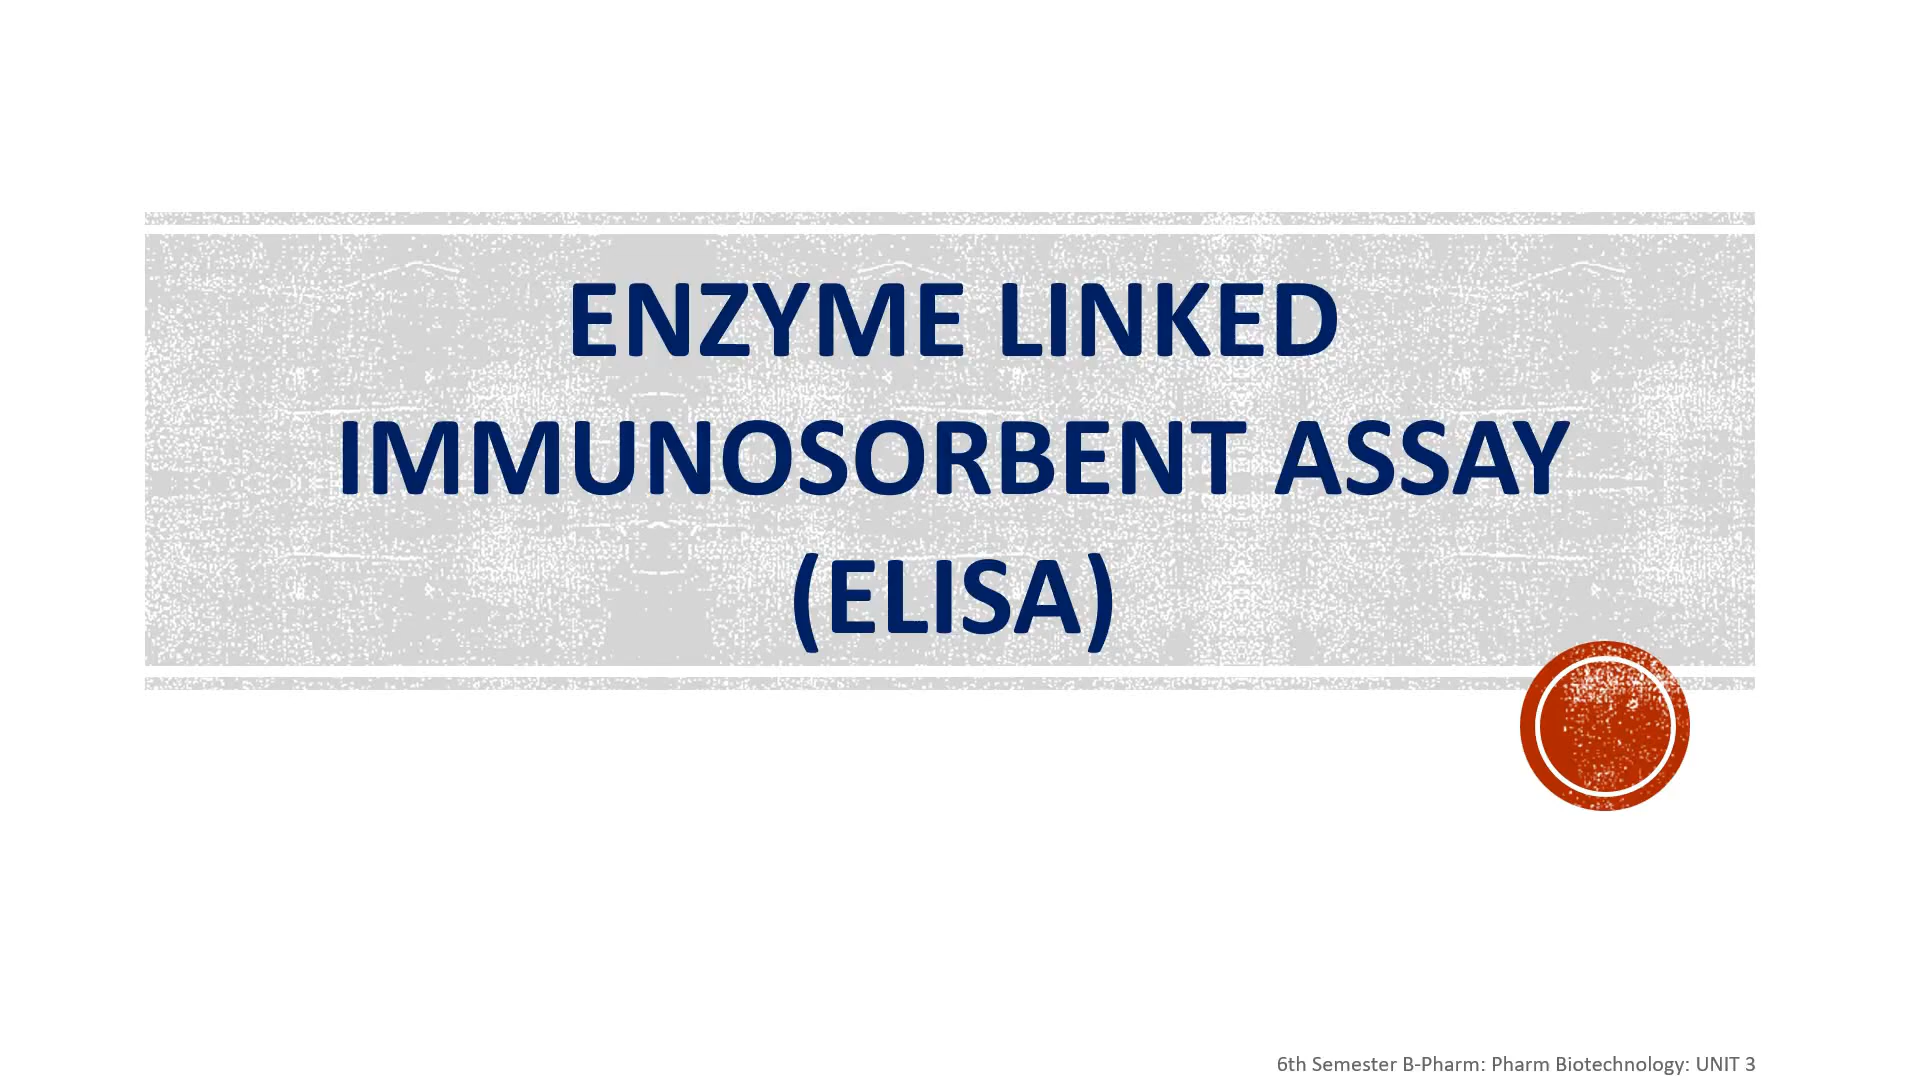 ENZYME LINKED
IMMUNOSORBENT ASSAY
(ELISA)
6th Semester B-Pharm: Pharm Biotechnology: UNIT 3